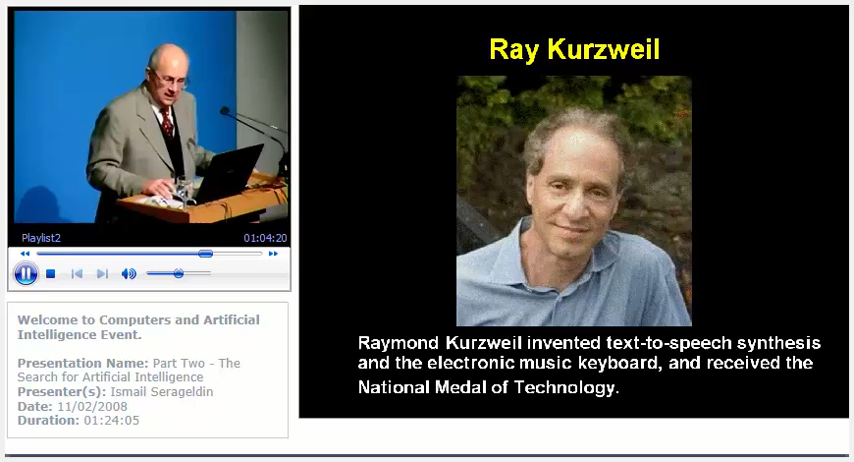 Ray Kurzweil
Playlist2
01:04:20
Welcome to Computers and Artificial
Intelligence Event.
Presentation Name: Part Two - The
Search for Artificial Intelligence
Presenter(s): Ismail Serageldin
Date: 11/02/2008
Duration: 01:24:05
Raymond Kurzweil invented text-to-speech synthesis
and the electronic music keyboard, and received the
National Medal of Technology.